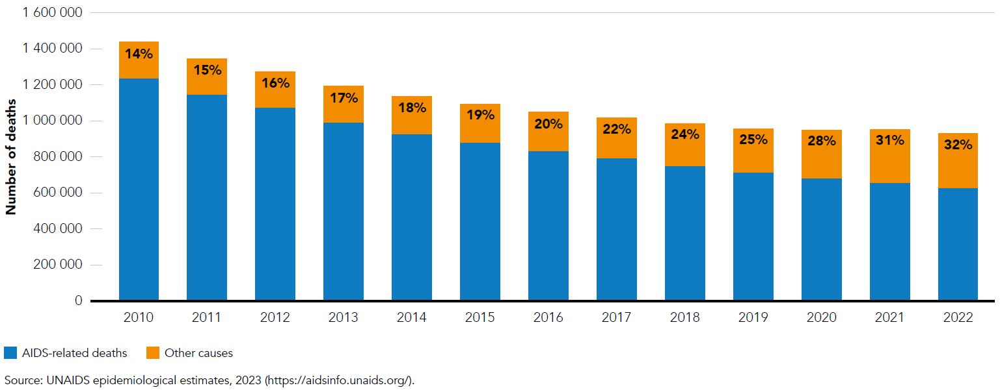 1 600 000
1 400 000
1 200 000
1 000 000
800 000
600 000
400 000
200 000
0
Number of deaths
14%
15%
16%
17%
18%
19%
20%
22%
24%
25%
28%
31%
32%
2010 2011 2012 2013 2014 2015 2016 2017 2018 2019 2020 2021 2022
AIDS-related deaths Other causes
Source: UNAIDS epidemiological estimates, 2023 (https://aidsinfo.unaids.org/).